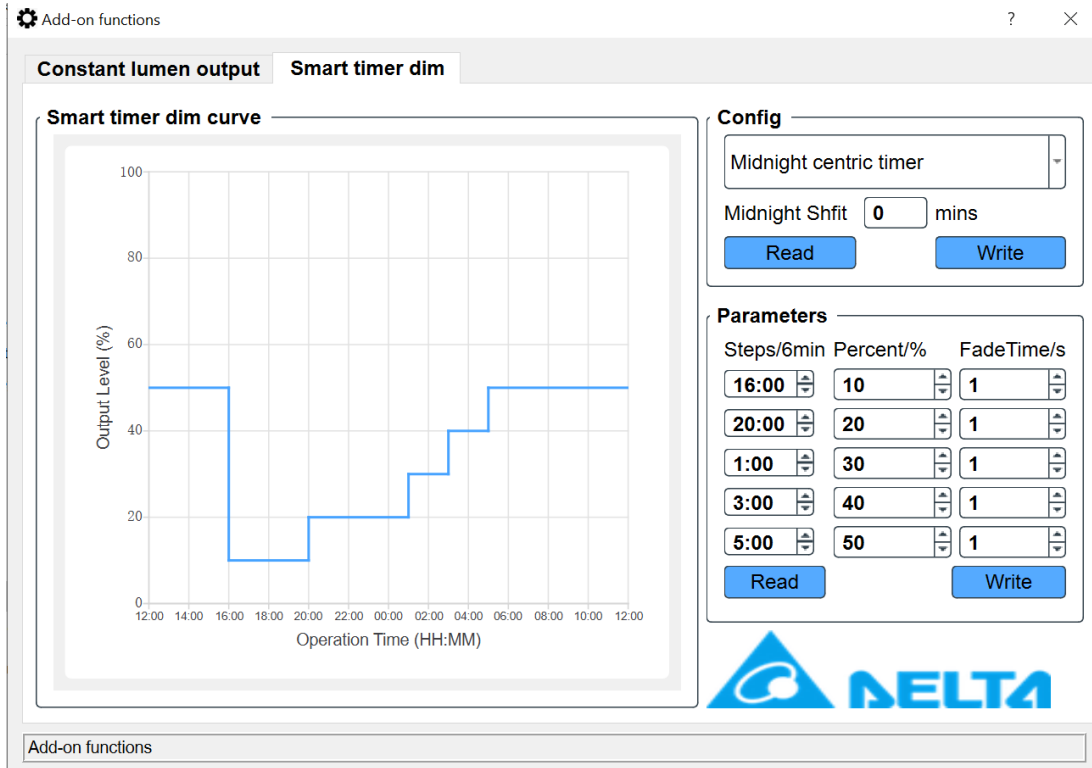 Add-on functions
?
Constant lumen output
Smart timer dim
Smart timer dim curve
100
80
60
40
20
0
Output Level (%)
12:00 14:00 16:00 18:00 20:00 22:00 00:00 02:00 04:00 06:00 08:00 10:00 12:00
Operation Time (HH:MM)
Config
Midnight centric timer
Midnight Shfit 0 mins
Read Write
Parameters
Steps/6min Percent/% FadeTime/s
16:00 10 1
20:00 20 1
1:00 30 1
3:00 40 1
5:00 50 1
Read Write
DELTA
Add-on functions